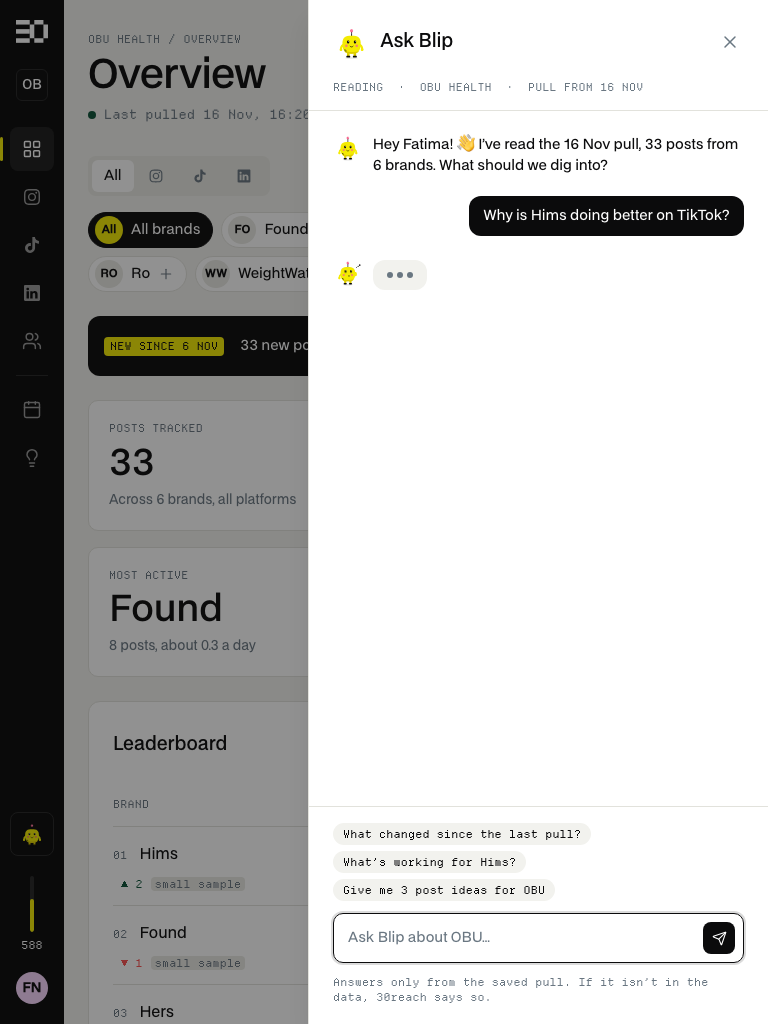 30
OB
588
FN
OBU HEALTH / OVERVIEW
Overview
Last pulled 16 Nov, 16:20
All
All All brands
FO Found
RO Ro
WW WeightWat
NEW SINCE 6 NOV 33 new po
POSTS TRACKED
33
Across 6 brands, all platforms
MOST ACTIVE
Found
8 posts, about 0.3 a day
Leaderboard
BRAND
01 Hims
▲ 2 small sample
02 Found
▼ 1 small sample
03 Hers
Ask Blip
READING · OBU HEALTH · PULL FROM 16 NOV
Hey Fatima! 👋 I've read the 16 Nov pull, 33 posts from
6 brands. What should we dig into?
Why is Hims doing better on TikTok?
What changed since the last pull?
What's working for Hims?
Give me 3 post ideas for OBU
Ask Blip about OBU...
Answers only from the saved pull. If it isn't in the
data, 30reach says so.